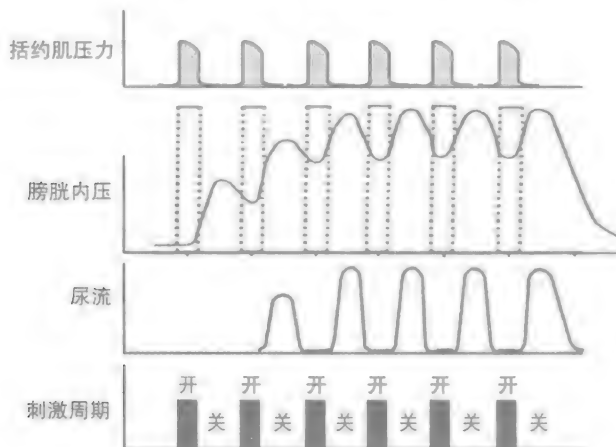 括约肌压力
膀胱内压
尿流
开 开 开 开 开 开
刺激周期
关 关 关 关 关 关